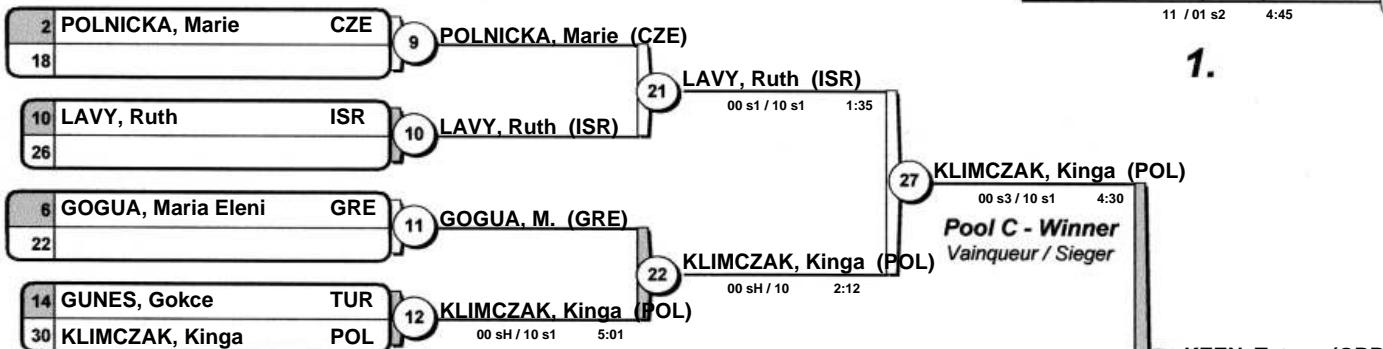 11 / 01 s2 4:45
1.
2 POLNICKA, Marie CZE
18
9 POLNICKA, Marie (CZE)
21 LAVY, Ruth (ISR)
00 s1 / 10 s1 1:35
10 LAVY, Ruth ISR
26
10 LAVY, Ruth (ISR)
27 KLIMCZAK, Kinga (POL)
00 s3 / 10 s1 4:30
Pool C - Winner
Vainqueur / Sieger
6 GOGUA, Maria Eleni GRE
22
11 GOGUA, M. (GRE)
22 KLIMCZAK, Kinga (POL)
00 sH / 10 2:12
14 GUNES, Gokce TUR
30 KLIMCZAK, Kinga POL
12 KLIMCZAK, Kinga (POL)
00 sH / 10 s1 5:01